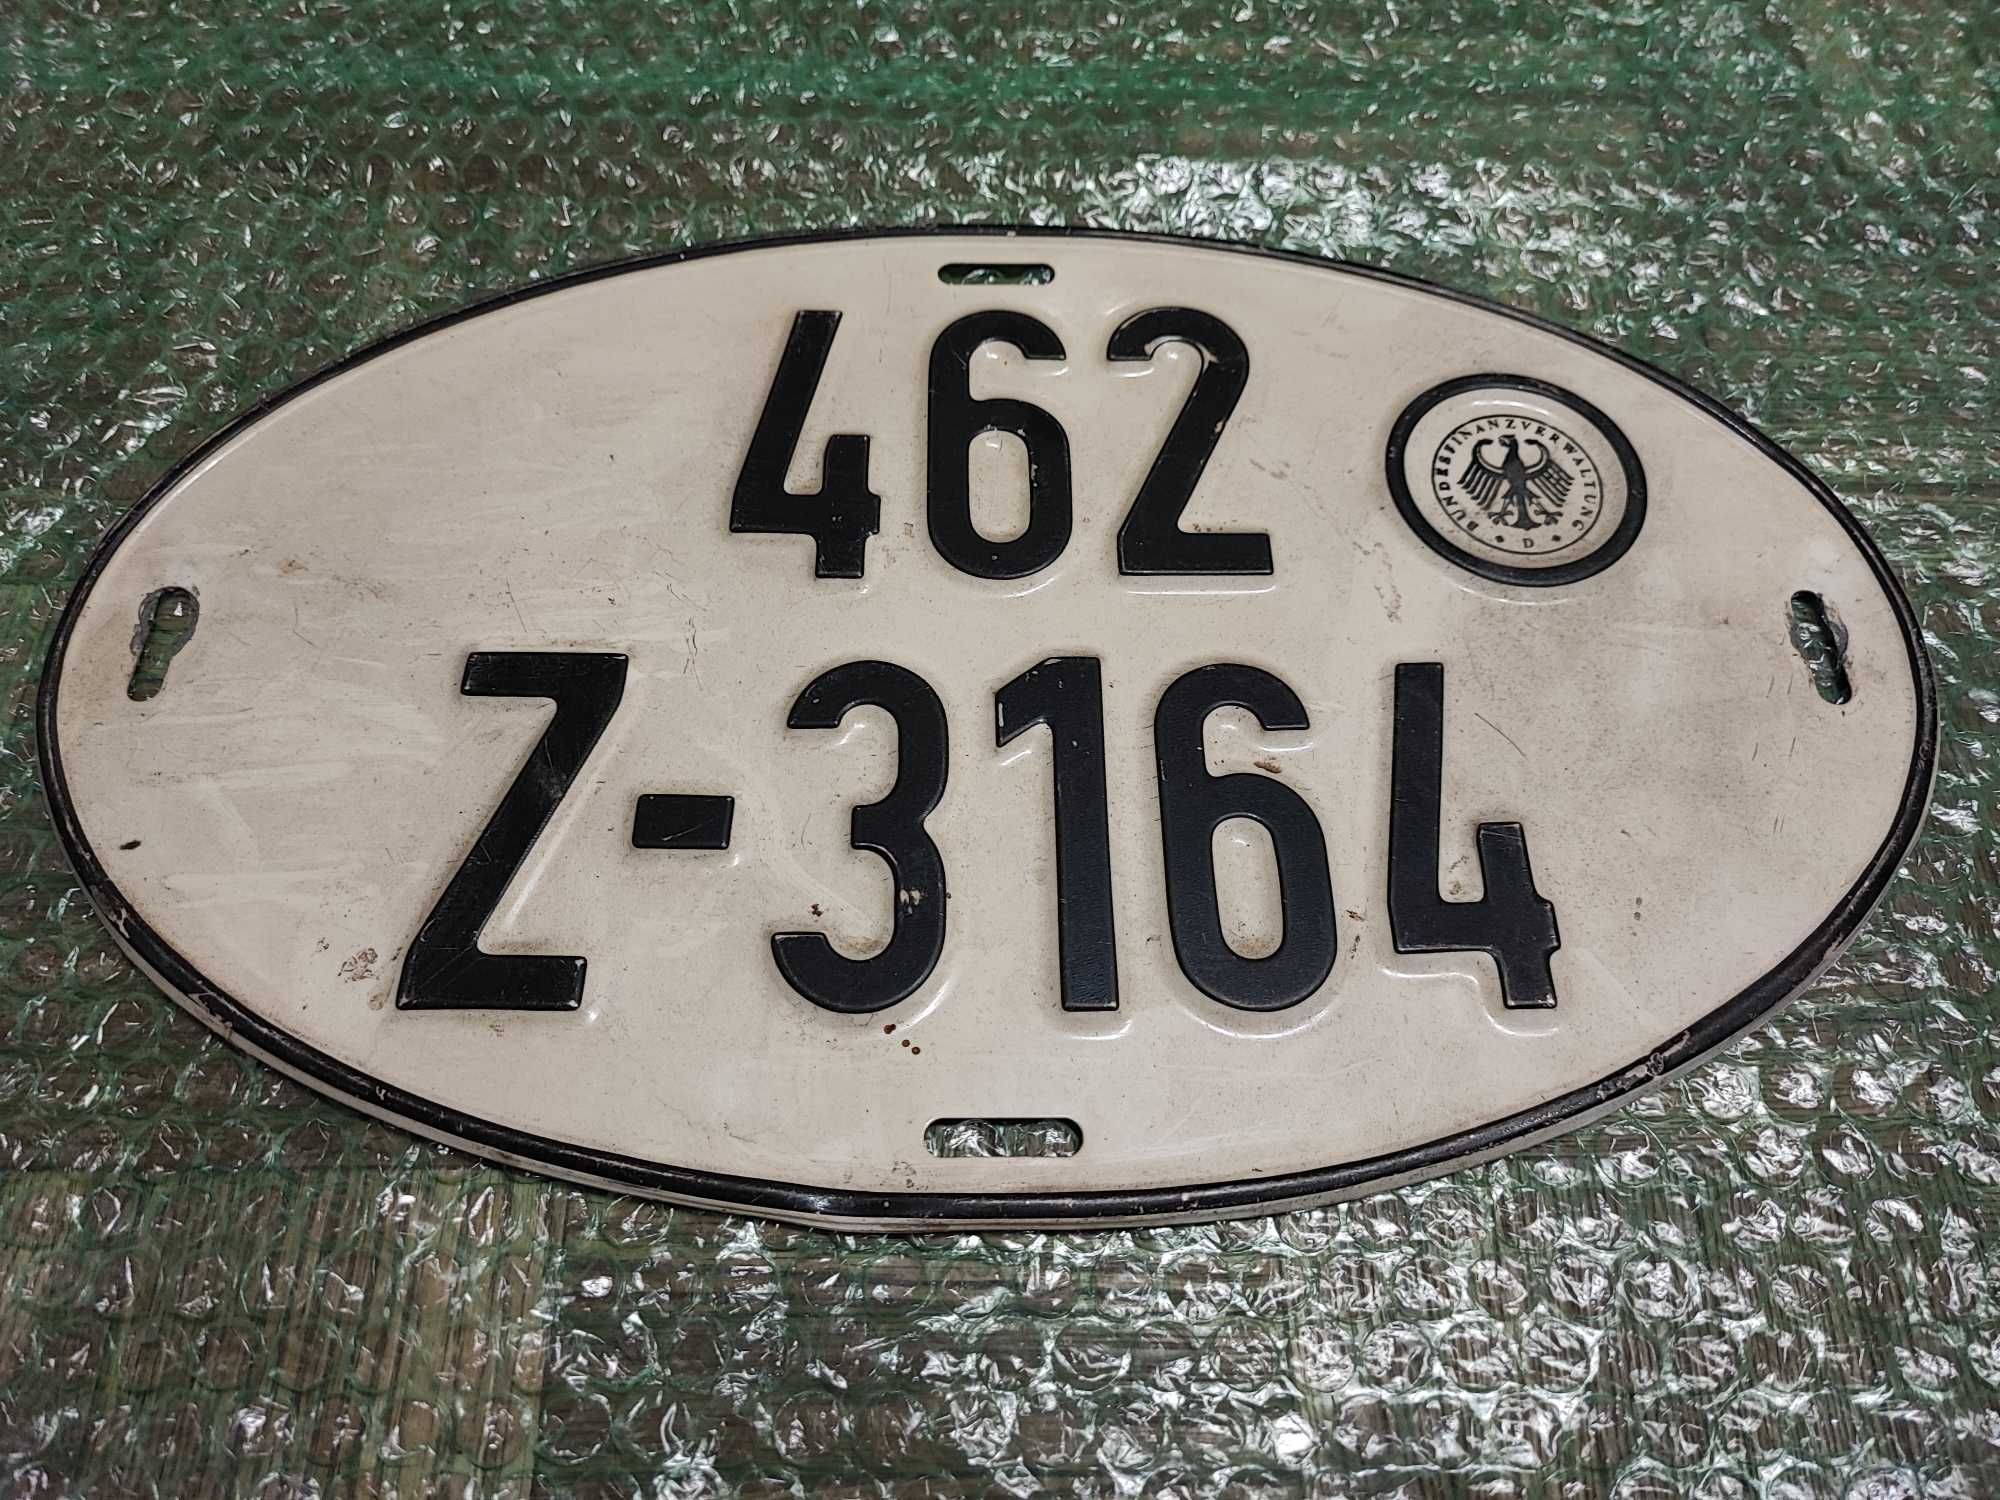 462
BUNDESFINANZVERWALTUNG
D
Z-3164